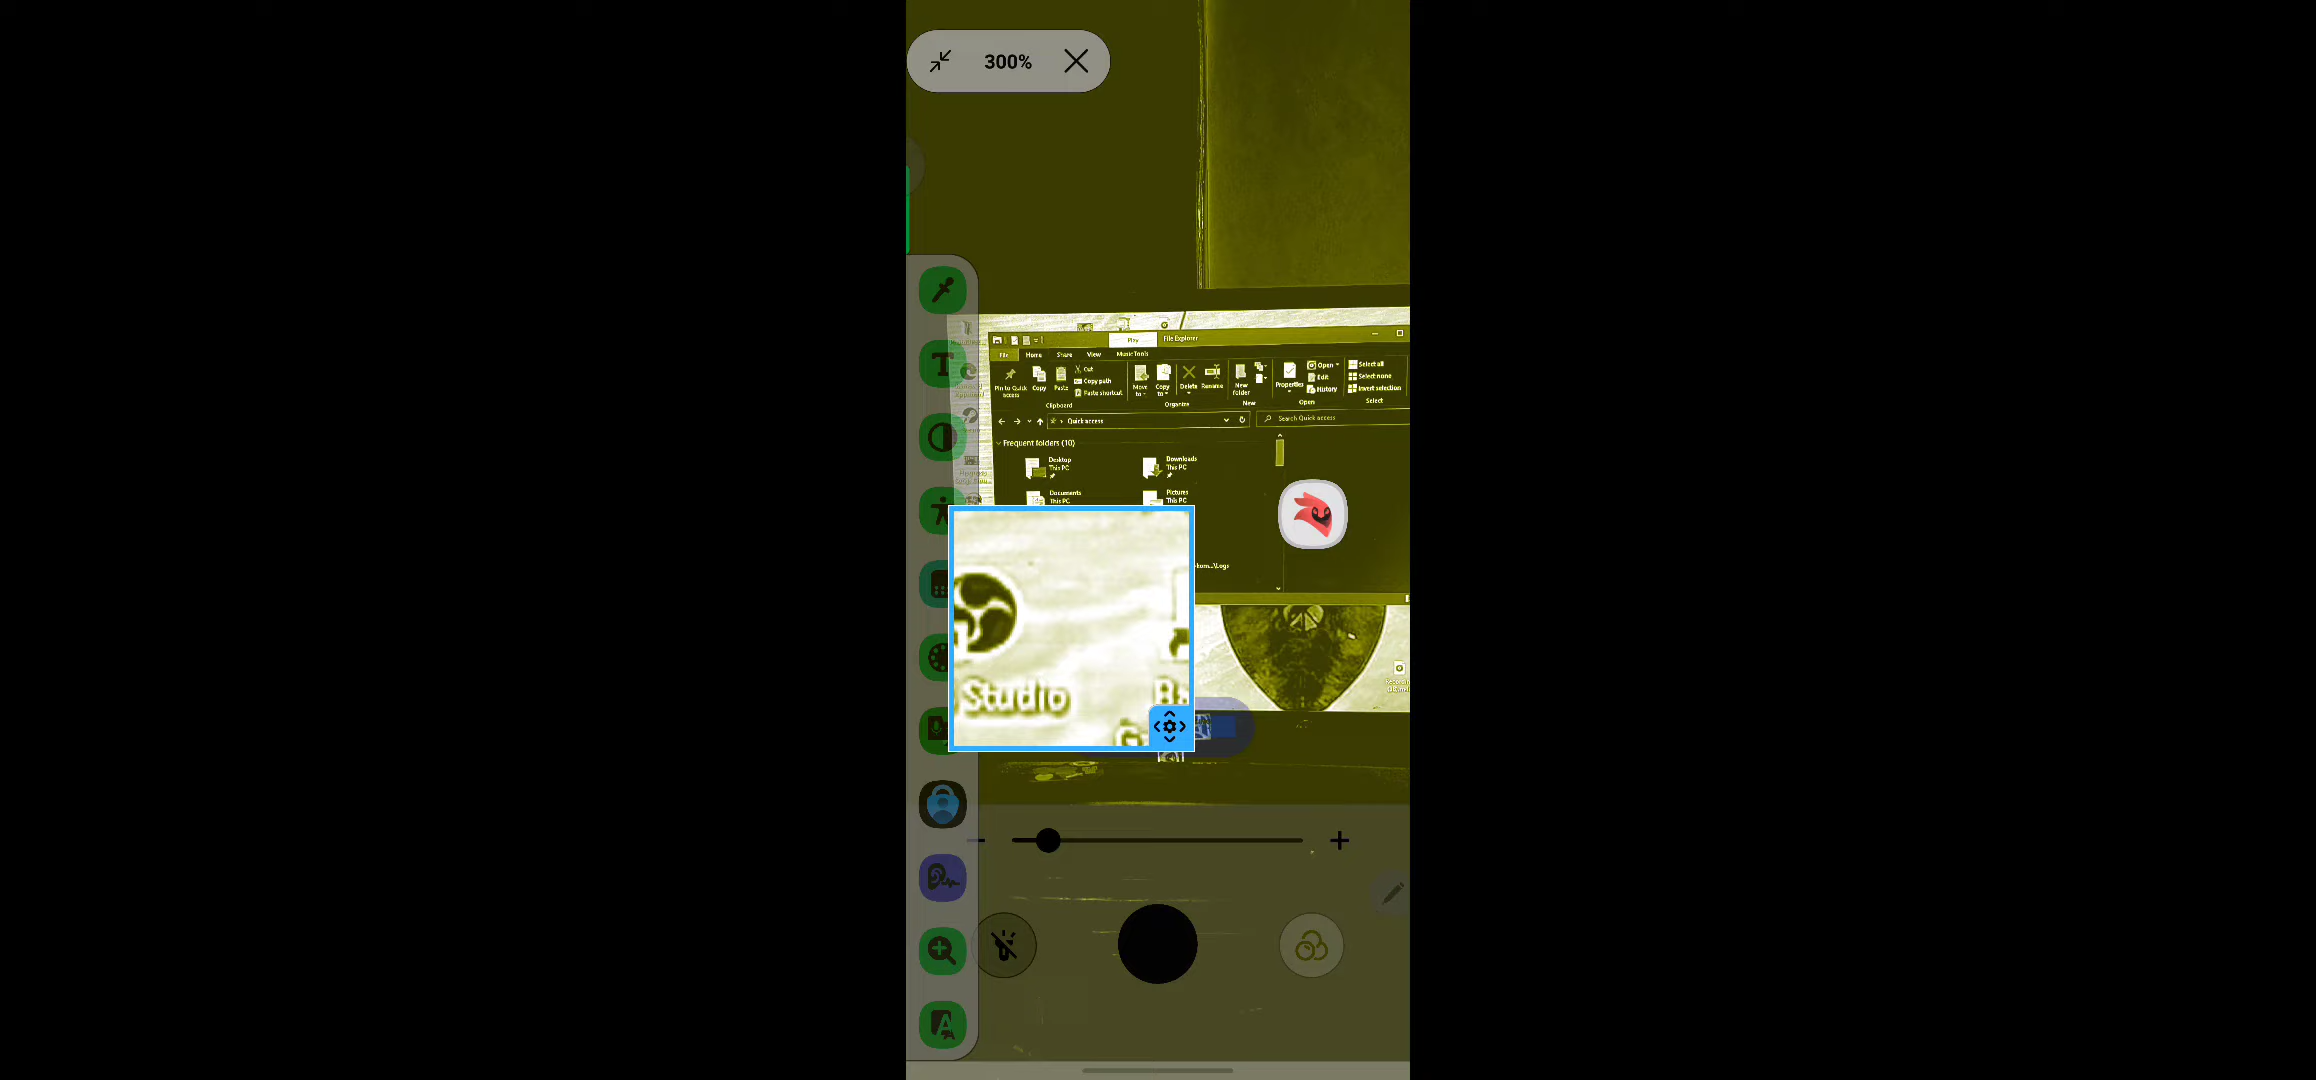 300%
Play
File Explorer
File Home Share View Music Tools
Pin to Quick access
Copy
Paste
Cut
Copy path
Paste shortcut
Move to
Copy to
Delete
Rename
New folder
Properties
Open
Edit
History
Select all
Select none
Invert selection
Clipboard
Organize
New
Open
Select
Quick access
Search Quick access
Frequent folders (10)
Desktop
This PC
Downloads
This PC
Documents
This PC
Pictures
This PC
\Logs
Studio